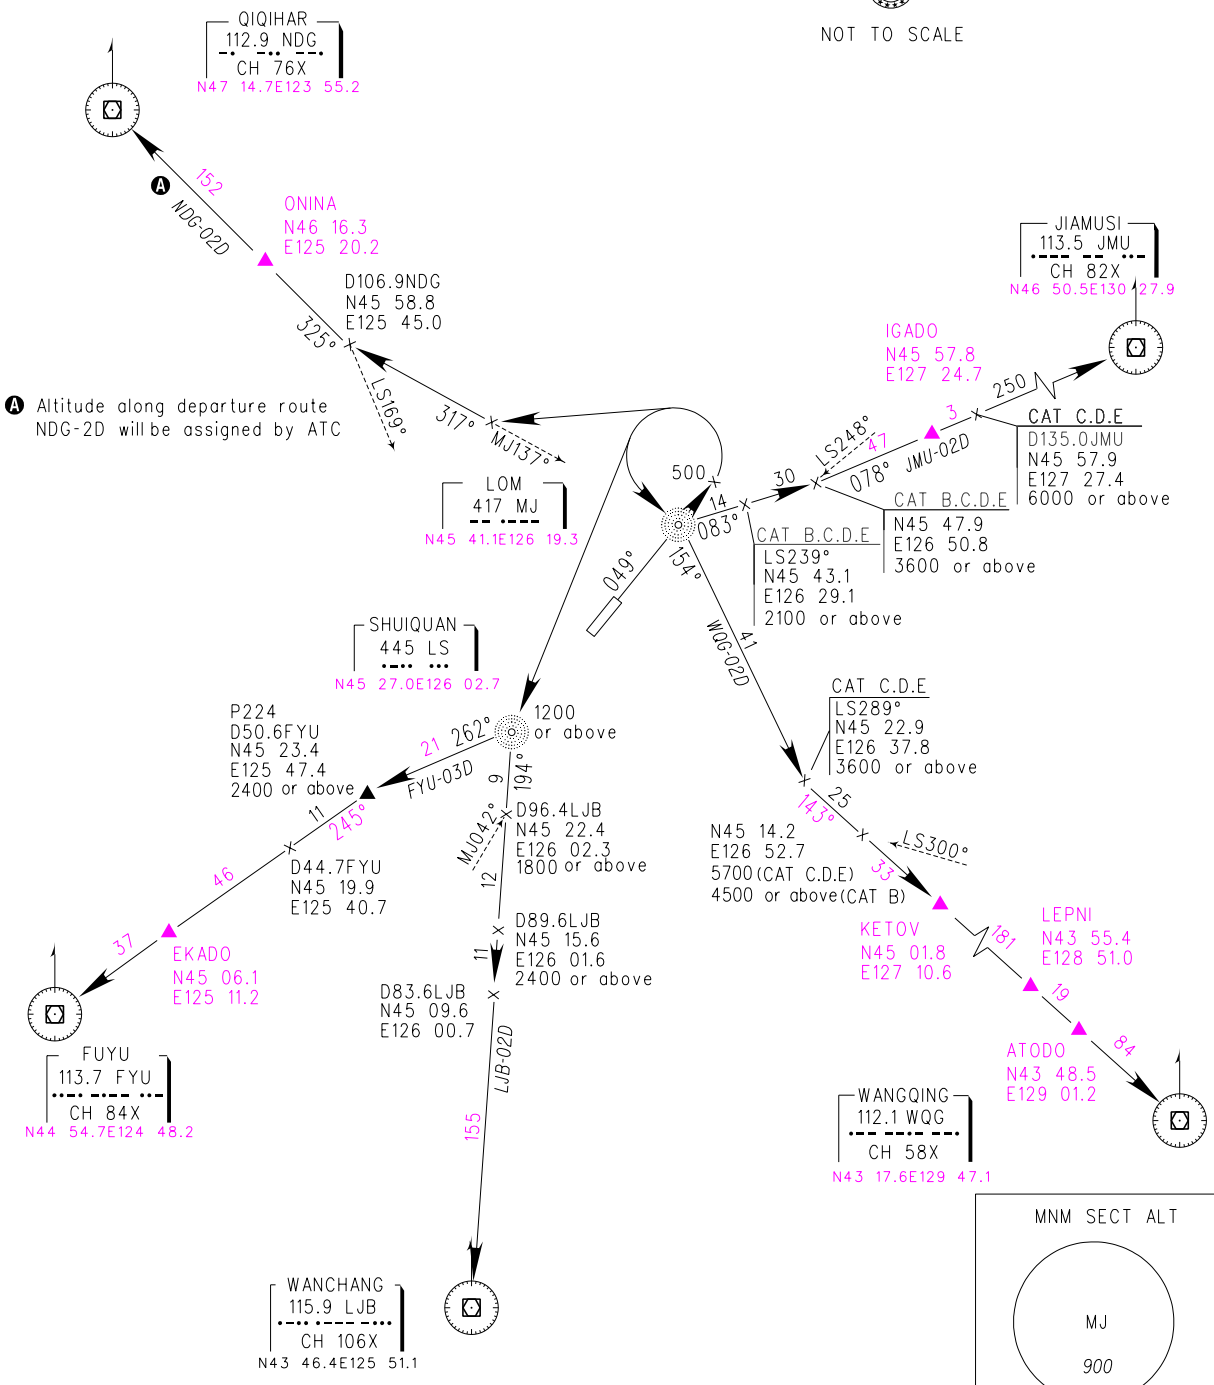 NOT TO SCALE
QIQIHAR
112.9 NDG
CH 76X
N47 14.7E123 55.2
152
A
NDG-02D
ONINA
N46 16.3
E125 20.2
D106.9NDG
N45 58.8
E125 45.0
325°
LS169°
317°
MJ137°
A Altitude along departure route
NDG-2D will be assigned by ATC
LOM
417 MJ
N45 41.1E126 19.3
500
14
083°
30
LS248°
47
078°
JMU-02D
3
250
IGADO
N45 57.8
E127 24.7
JIAMUSI
113.5 JMU
CH 82X
N46 50.5E130 27.9
CAT C.D.E
D135.0JMU
N45 57.9
E127 27.4
6000 or above
CAT B.C.D.E
N45 47.9
E126 50.8
3600 or above
CAT B.C.D.E
LS239°
N45 43.1
E126 29.1
2100 or above
049°
154°
WQG-02D
41
SHUIQUAN
445 LS
N45 27.0E126 02.7
1200
or above
P224
D50.6FYU
N45 23.4
E125 47.4
2400 or above
21
262°
FYU-03D
9
194°
MJ042°
11
245°
D44.7FYU
N45 19.9
E125 40.7
46
37
EKADO
N45 06.1
E125 11.2
FUYU
113.7 FYU
CH 84X
N44 54.7E124 48.2
D96.4LJB
N45 22.4
E126 02.3
1800 or above
12
D89.6LJB
N45 15.6
E126 01.6
2400 or above
11
D83.6LJB
N45 09.6
E126 00.7
LJB-02D
155
WANCHANG
115.9 LJB
CH 106X
N43 46.4E125 51.1
CAT C.D.E
LS289°
N45 22.9
E126 37.8
3600 or above
25
143°
N45 14.2
E126 52.7
5700(CAT C.D.E)
4500 or above(CAT B)
LS300°
33
KETOV
N45 01.8
E127 10.6
181
LEPNI
N43 55.4
E128 51.0
19
ATODO
N43 48.5
E129 01.2
84
WANGQING
112.1 WQG
CH 58X
N43 17.6E129 47.1
MNM SECT ALT
MJ
900